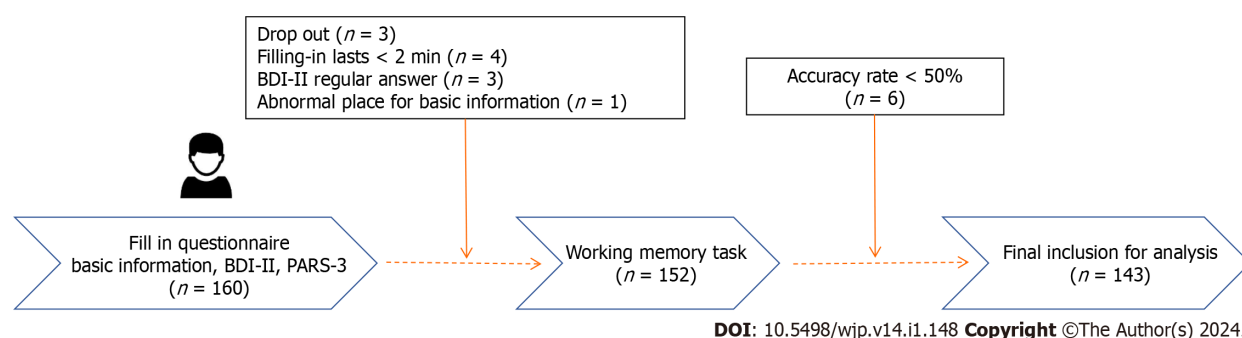 Drop out (n = 3)
Filling-in lasts < 2 min (n = 4)
BDI-II regular answer (n = 3)
Abnormal place for basic information (n = 1)
Accuracy rate < 50%
(n = 6)
Fill in questionnaire
basic information, BDI-II, PARS-3
(n = 160)
Working memory task
(n = 152)
Final inclusion for analysis
(n = 143)
DOI: 10.5498/wjp.v14.i1.148 Copyright ©The Author(s) 2024.